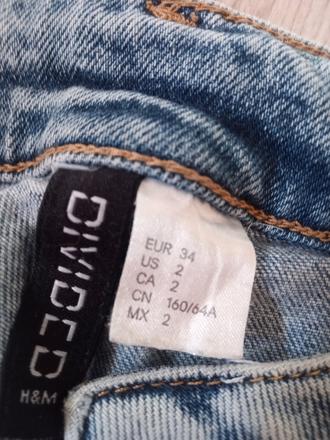 DIVIDED
H&M
EUR 34
US 2
CA 2
CN 160/64A
MX 2